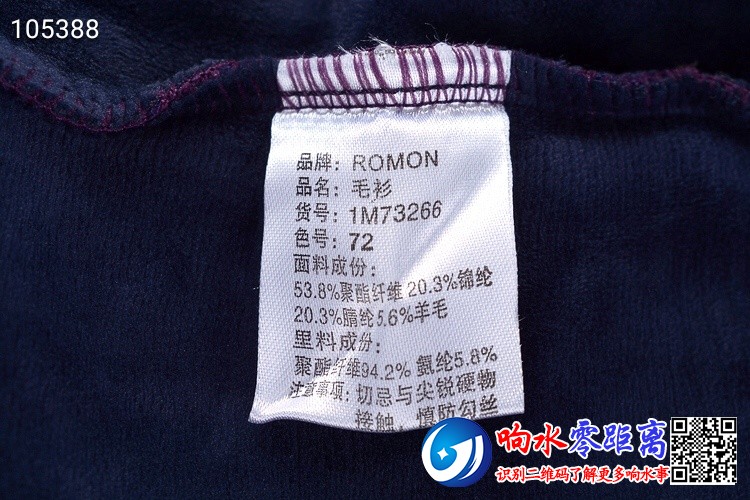 105388
品牌：ROMON
品名：毛衫
货号：1M73266
色号：72
面料成份：
53.8%聚酯纤维 20.3%锦纶
20.3%腈纶5.6%羊毛
里料成份：
聚酯纤维94.2% 氨纶5.8%
注意事项：切忌与尖锐硬物
接触，慎防勾丝
响水零距离
识别二维码了解更多响水事